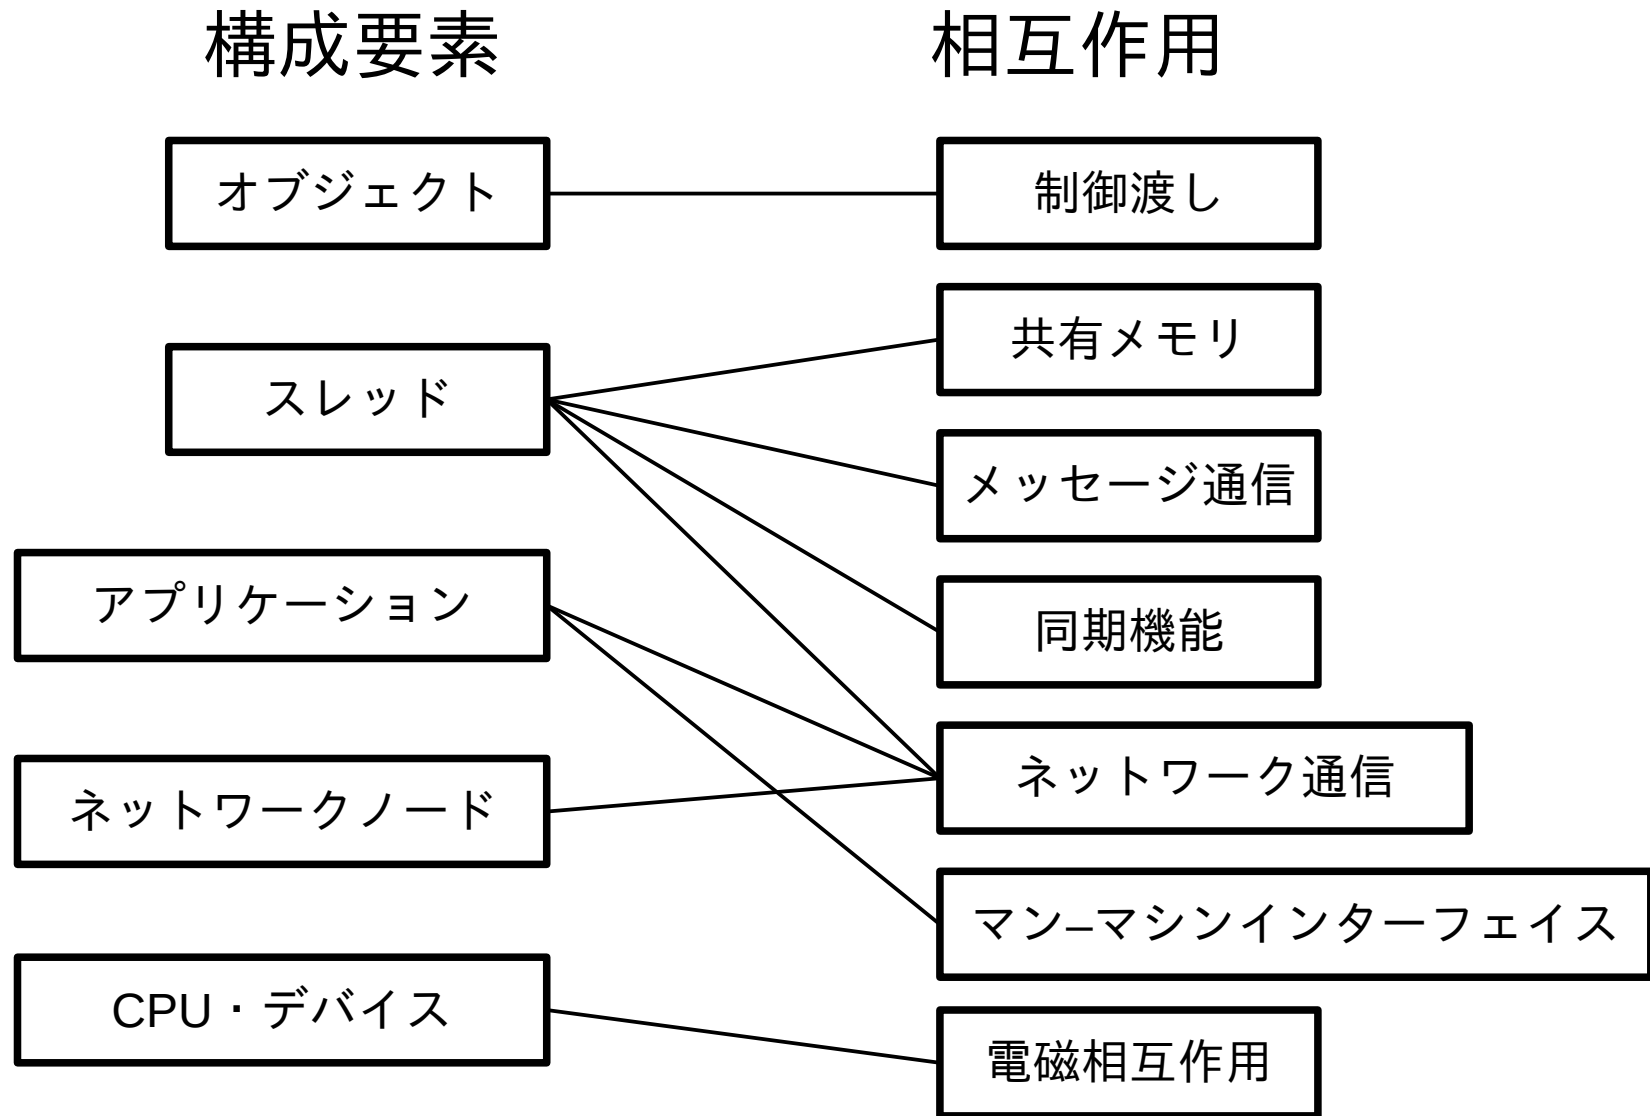 構成要素
相互作用
オブジェクト
制御渡し
共有メモリ
スレッド
メッセージ通信
アプリケーション
同期機能
ネットワークノード
ネットワーク通信
マン–マシンインターフェイス
CPU・デバイス
電磁相互作用